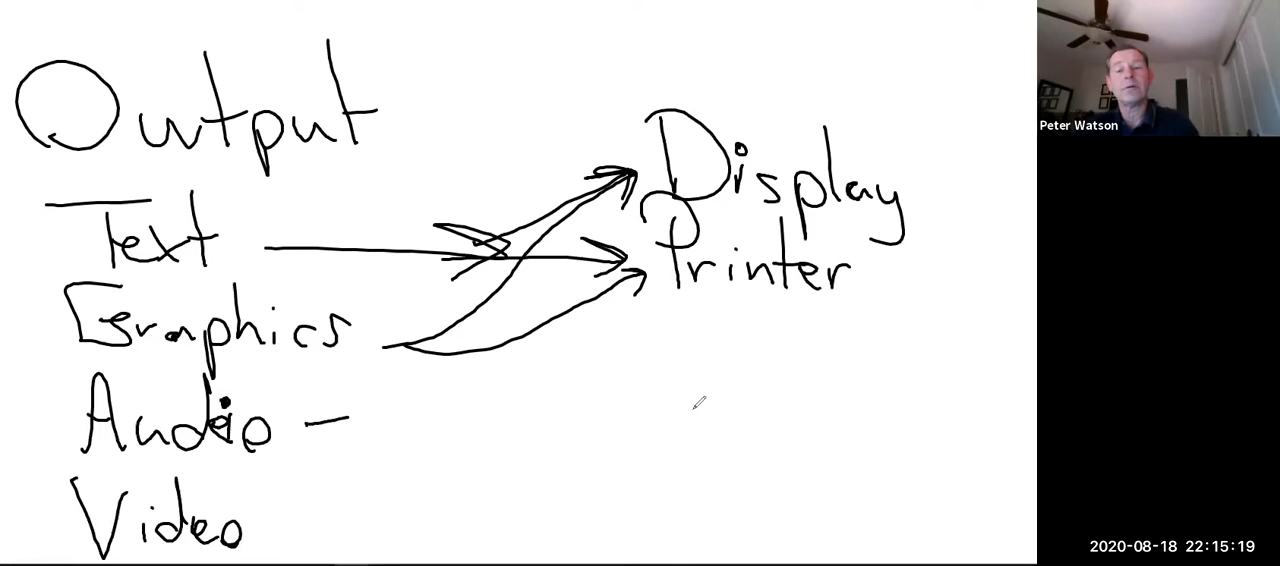 Output
Text
Graphics
Audio –
Video
Display
Printer
Peter Watson
2020-08-18 22:15:19